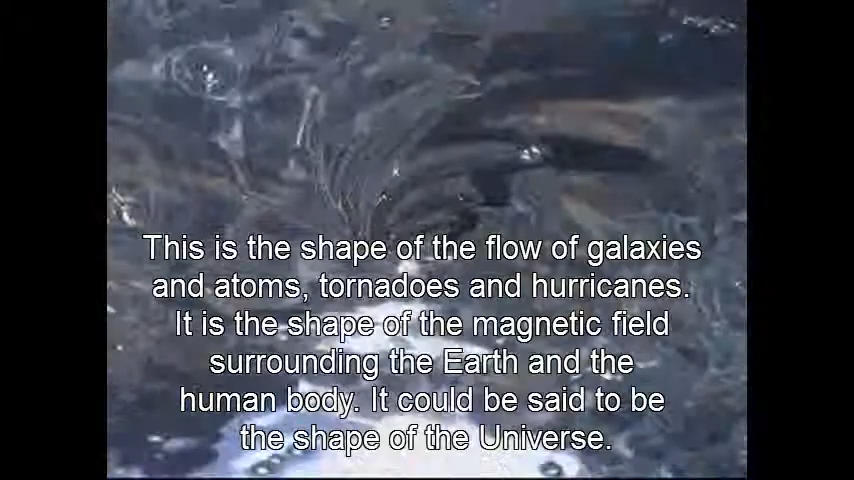 This is the shape of the flow of galaxies
and atoms, tornadoes and hurricanes.
It is the shape of the magnetic field
surrounding the Earth and the
human body. It could be said to be
the shape of the Universe.